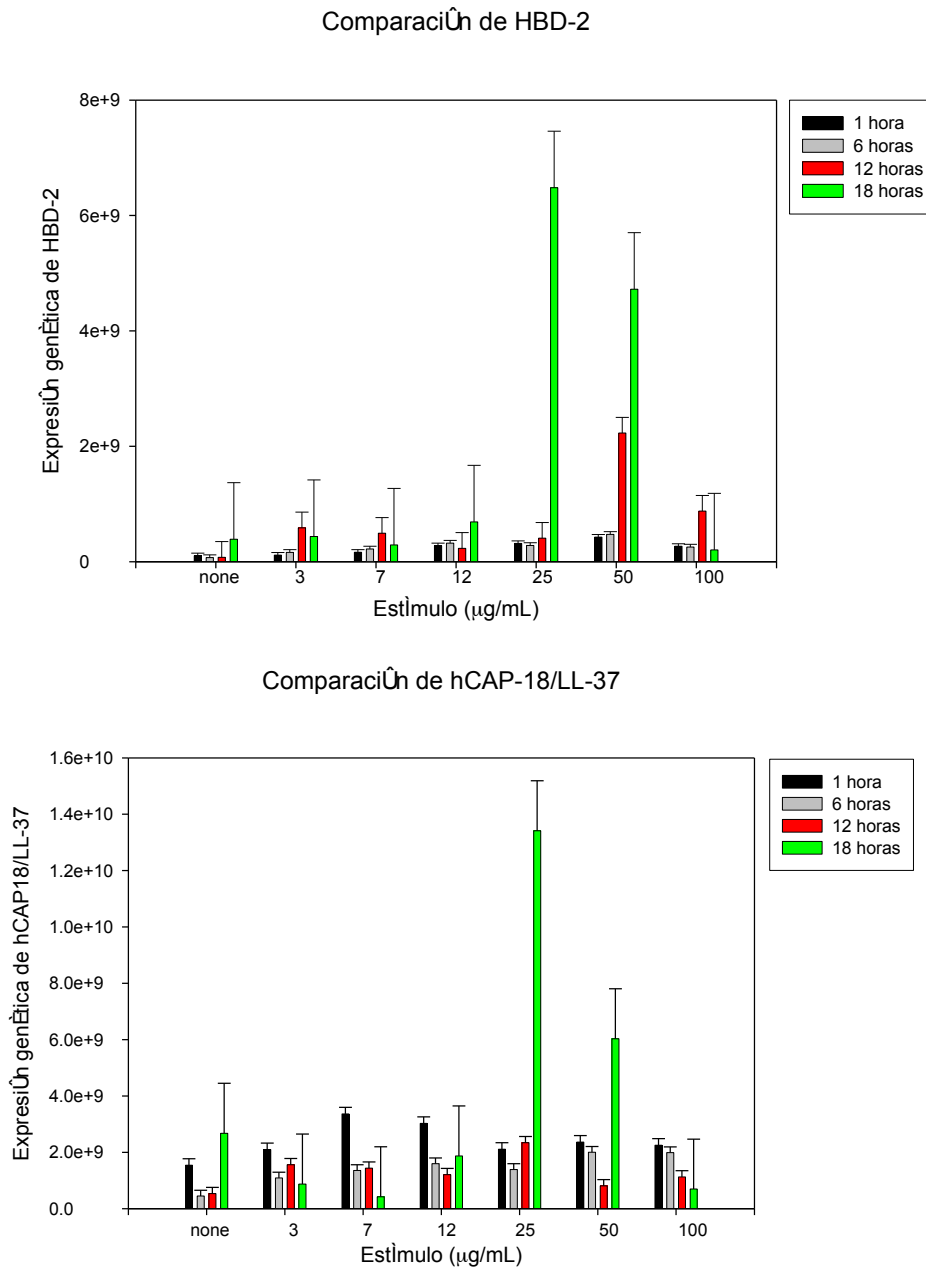 ComparaciÛn de HBD-2
8e+9
6e+9
4e+9
2e+9
0
ExpresiÛn genÈtica de HBD-2
none 3 7 12 25 50 100
EstÌmulo (μg/mL)
1 hora
6 horas
12 horas
18 horas
ComparaciÛn de hCAP-18/LL-37
1.6e+10
1.4e+10
1.2e+10
1.0e+10
8.0e+9
6.0e+9
4.0e+9
2.0e+9
0.0
ExpresiÛn genÈtica de hCAP18/LL-37
none 3 7 12 25 50 100
EstÌmulo (μg/mL)
1 hora
6 horas
12 horas
18 horas